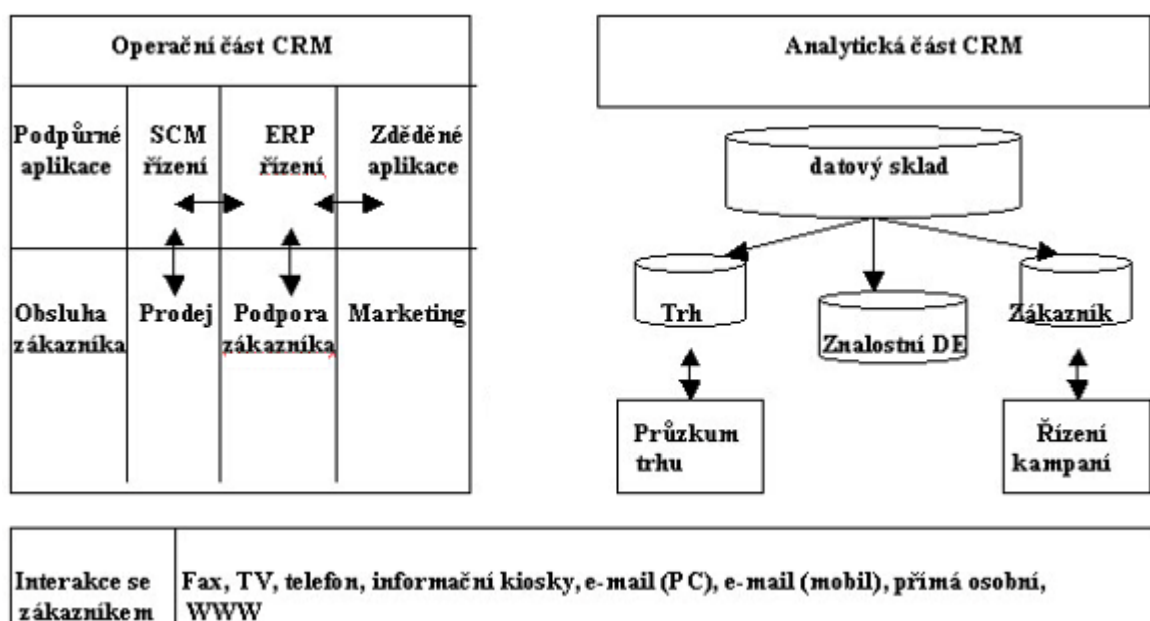 Operační část CRM
Podpůrné aplikace
SCM řízení
ERP řízení
Zděděné aplikace
Obsluha zákazníka
Prodej
Podpora zákazníka
Marketing
Analytická část CRM
datový sklad
Trh
Znalostní DE
Zákazník
Průzkum trhu
Řízení kampaní
Interakce se zákazníkem
Fax, TV, telefon, informační kiosky, e-mail (PC), e-mail (mobil), přímá osobní,
WWW